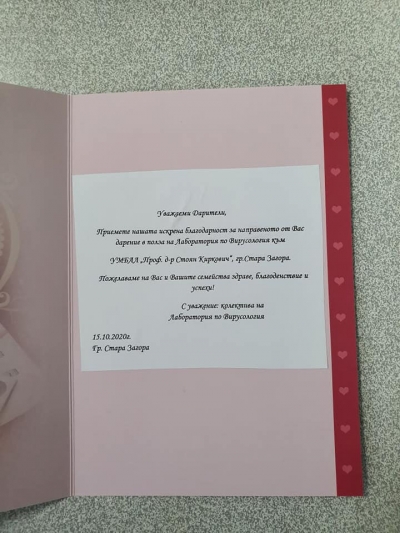 Уважаеми Дарители,
Приемете нашата искрена благодарност за направеното от Вас
дарение в полза на Лаборатория по Вирусология към
УМБАЛ „Проф. д-р Стоян Киркович“, гр.Стара Загора.
Пожелаваме на Вас и Вашите семейства здраве, благоденствие и
успехи!
С уважение: колектива на
Лаборатория по Вирусология
15.10.2020г.
Гр. Стара Загора